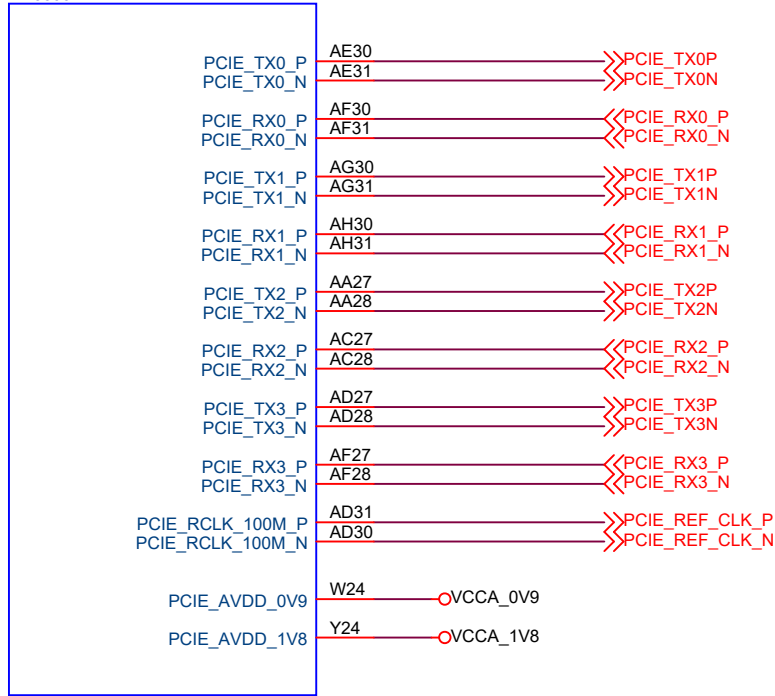 PCIE_TX0_P AE30 PCIE_TX0P
PCIE_TX0_N AE31 PCIE_TX0N
PCIE_RX0_P AF30 PCIE_RX0_P
PCIE_RX0_N AF31 PCIE_RX0_N
PCIE_TX1_P AG30 PCIE_TX1P
PCIE_TX1_N AG31 PCIE_TX1N
PCIE_RX1_P AH30 PCIE_RX1_P
PCIE_RX1_N AH31 PCIE_RX1_N
PCIE_TX2_P AA27 PCIE_TX2P
PCIE_TX2_N AA28 PCIE_TX2N
PCIE_RX2_P AC27 PCIE_RX2_P
PCIE_RX2_N AC28 PCIE_RX2_N
PCIE_TX3_P AD27 PCIE_TX3P
PCIE_TX3_N AD28 PCIE_TX3N
PCIE_RX3_P AF27 PCIE_RX3_P
PCIE_RX3_N AF28 PCIE_RX3_N
PCIE_RCLK_100M_P AD31 PCIE_REF_CLK_P
PCIE_RCLK_100M_N AD30 PCIE_REF_CLK_N
PCIE_AVDD_0V9 W24 VCCA_0V9
PCIE_AVDD_1V8 Y24 VCCA_1V8